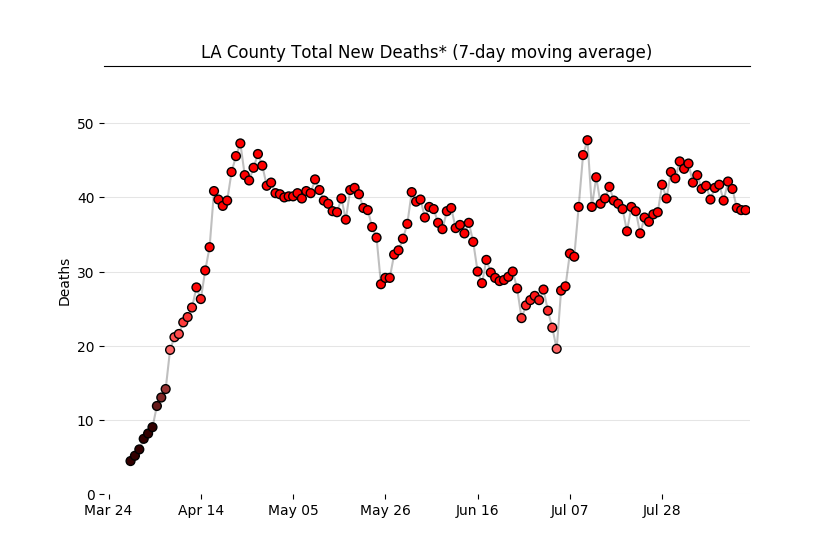 LA County Total New Deaths* (7-day moving average)
Deaths
50
40
30
20
10
0
Mar 24 Apr 14 May 05 May 26 Jun 16 Jul 07 Jul 28